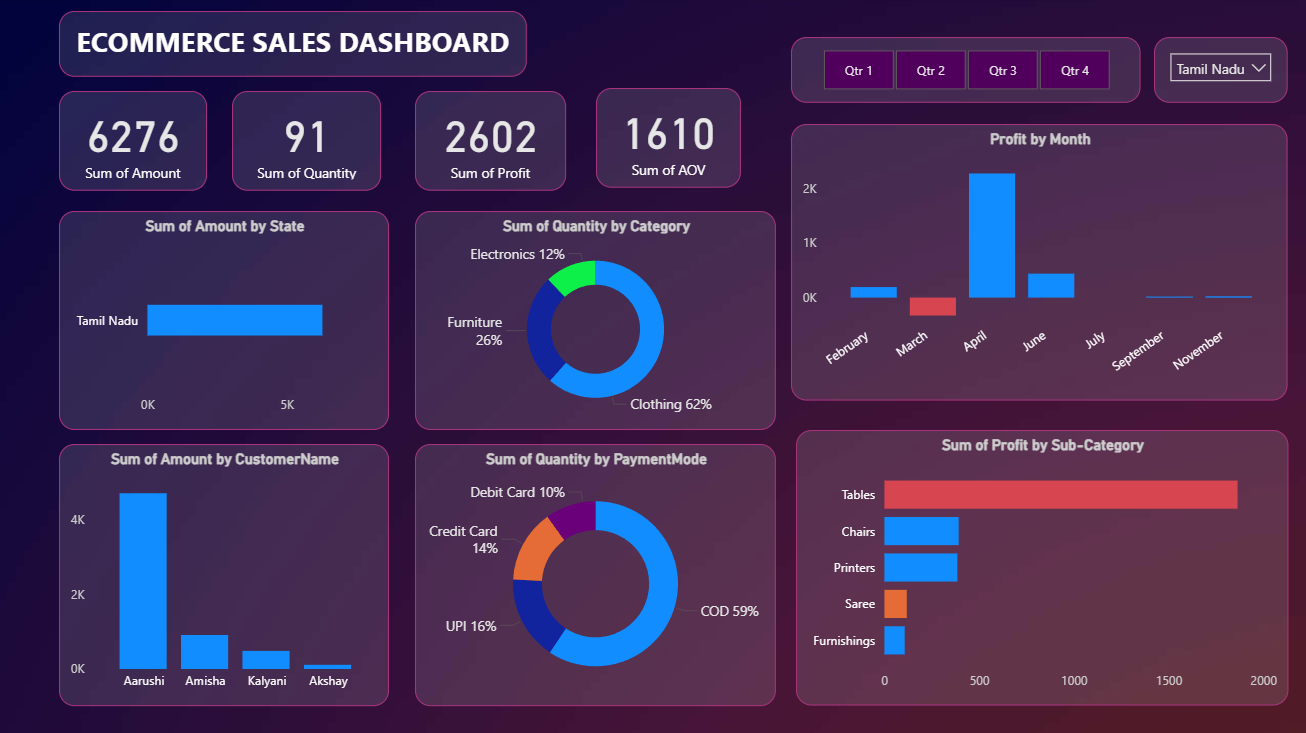 ECOMMERCE SALES DASHBOARD
Qtr 1 Qtr 2 Qtr 3 Qtr 4
Tamil Nadu
6276
Sum of Amount
91
Sum of Quantity
2602
Sum of Profit
1610
Sum of AOV
Profit by Month
2K
1K
0K
February March April June July September November
Sum of Amount by State
Tamil Nadu
0K 5K
Sum of Quantity by Category
Electronics 12%
Furniture
26%
Clothing 62%
Sum of Amount by CustomerName
4K
2K
0K
Aarushi Amisha Kalyani Akshay
Sum of Quantity by PaymentMode
Debit Card 10%
Credit Card
14%
UPI 16%
COD 59%
Sum of Profit by Sub-Category
Tables
Chairs
Printers
Saree
Furnishings
0 500 1000 1500 2000